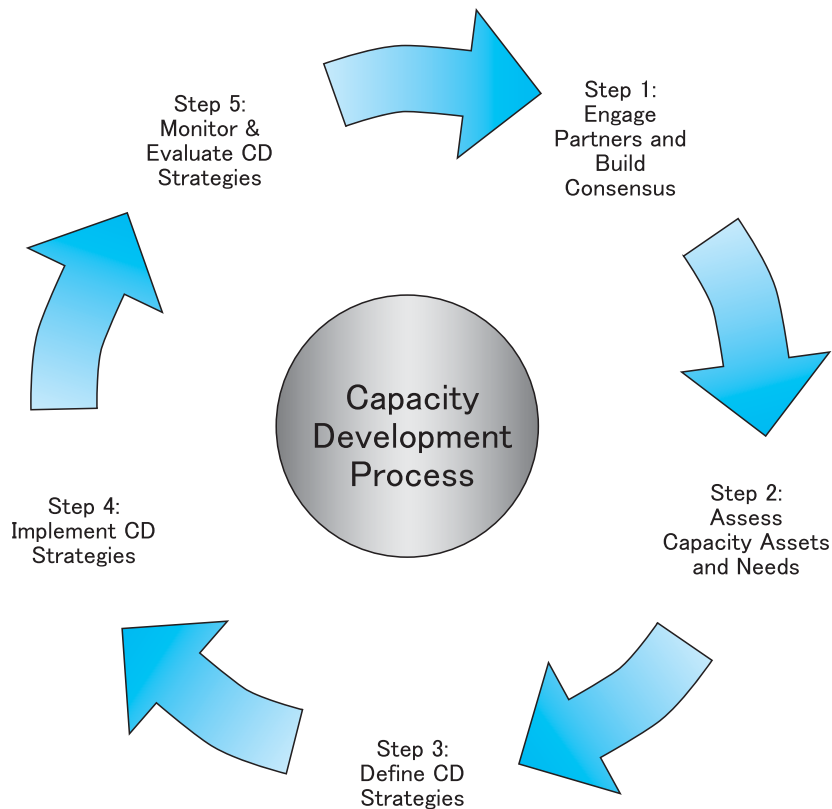 Step 1:
Engage
Partners and
Build
Consensus
Step 2:
Assess
Capacity Assets
and Needs
Step 3:
Define CD
Strategies
Step 4:
Implement CD
Strategies
Step 5:
Monitor &
Evaluate CD
Strategies
Capacity
Development
Process